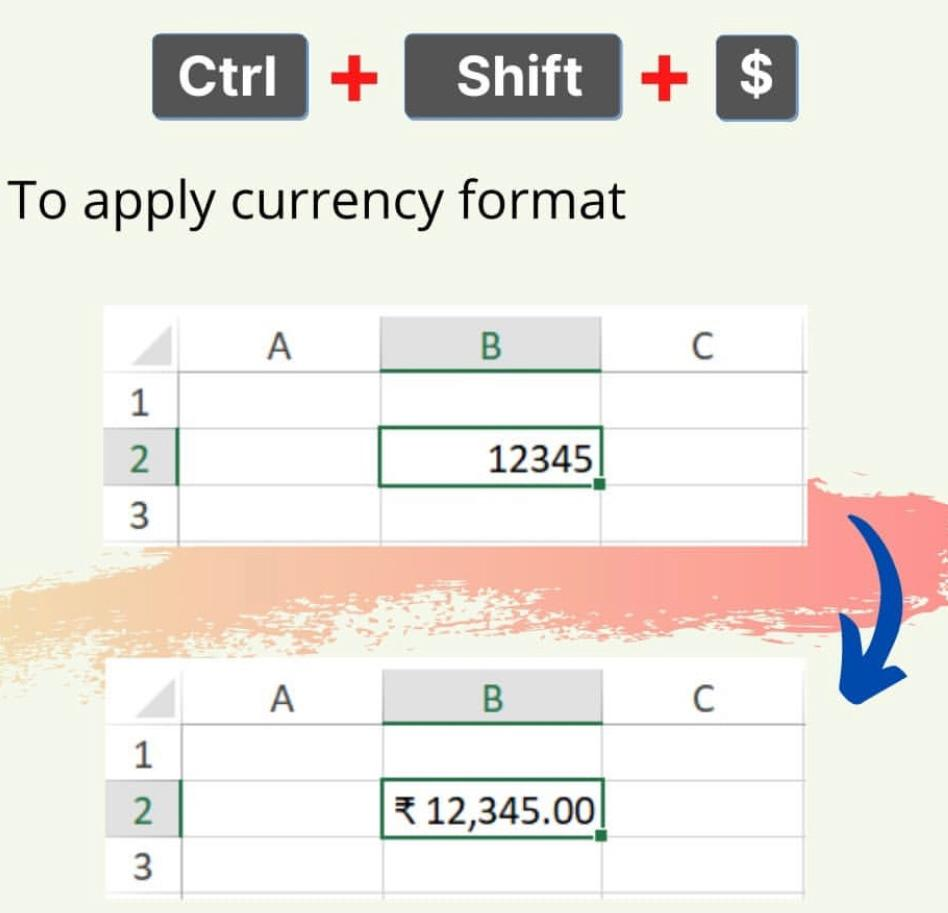 Ctrl + Shift + $
To apply currency format
A B C
1
2 12345
3
A B C
1
2 ₹ 12,345.00
3